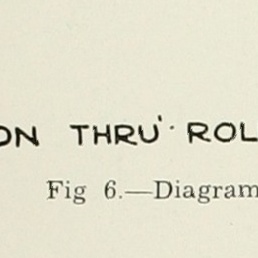 ON THRU' ROL
Fig 6.—Diagram